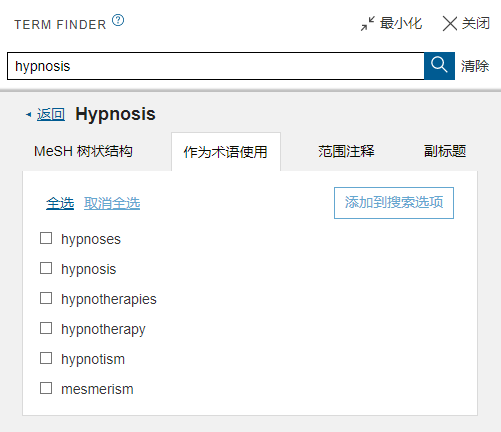 TERM FINDER ? 最小化 关闭
hypnosis 清除
返回 Hypnosis
MeSH 树状结构 作为术语使用 范围注释 副标题
全选 取消全选 添加到搜索选项
hypnoses
hypnosis
hypnotherapies
hypnotherapy
hypnotism
mesmerism